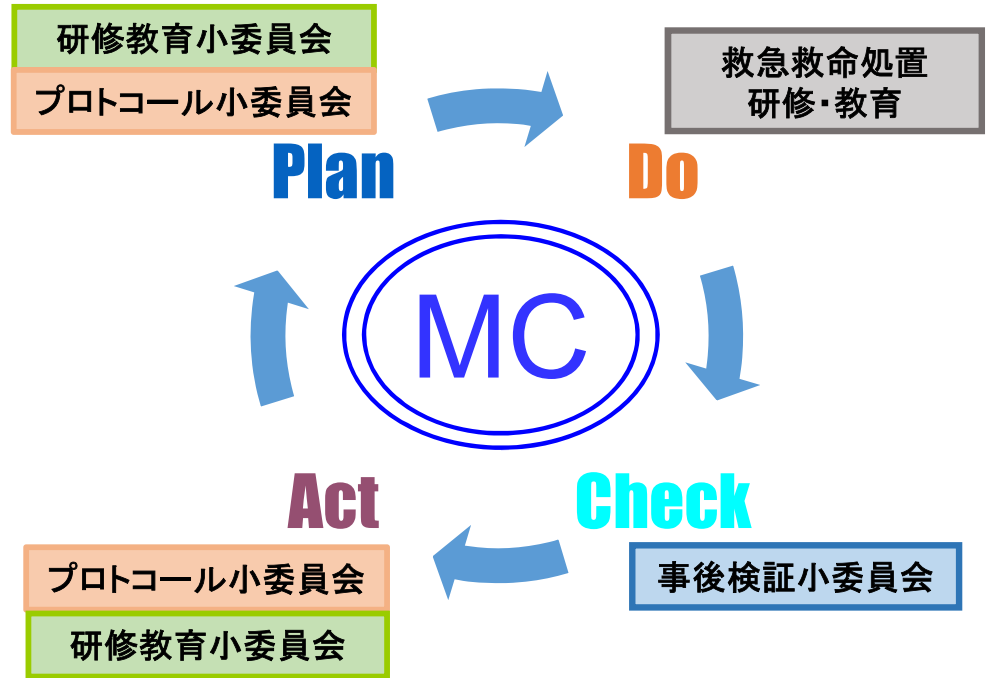 研修教育小委員会
プロトコール小委員会
救急救命処置
研修・教育
Plan
Do
MC
Act
Check
プロトコール小委員会
研修教育小委員会
事後検証小委員会